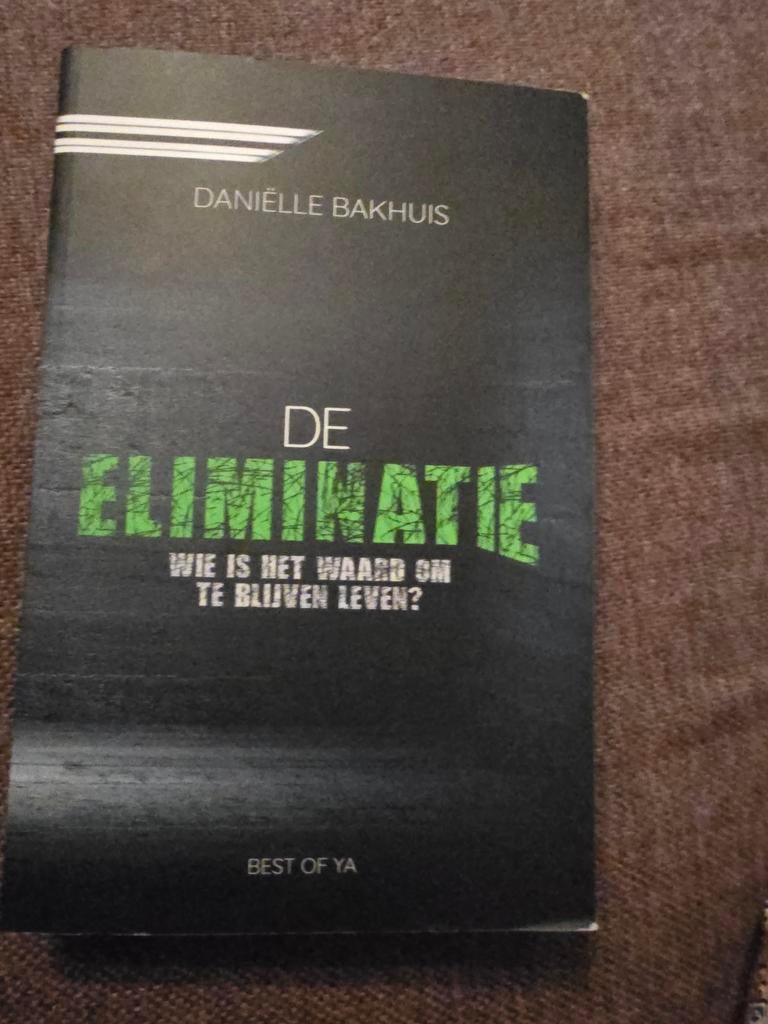 DANIËLLE BAKHUIS
DE
ELIMINATIE
WIE IS HET WAARD OM
TE BLIJVEN LEVEN?
BEST OF YA